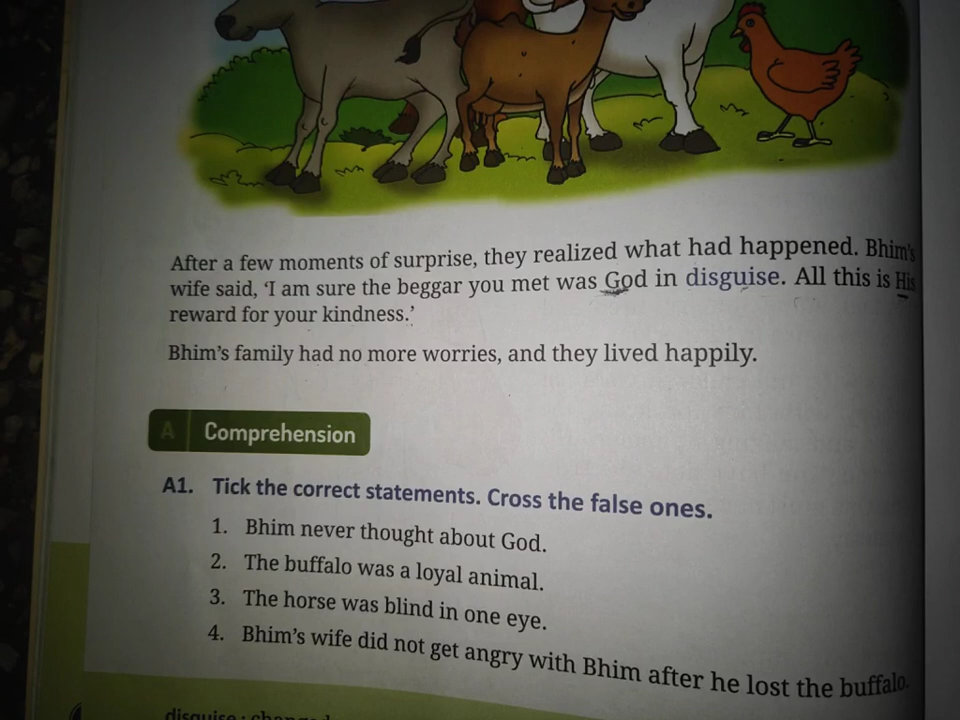 After a few moments of surprise, they realized what had happened. Bhim's
wife said, ‘I am sure the beggar you met was God in disguise. All this is His
reward for your kindness.’
Bhim’s family had no more worries, and they lived happily.
A Comprehension
A1. Tick the correct statements. Cross the false ones.
1. Bhim never thought about God.
2. The buffalo was a loyal animal.
3. The horse was blind in one eye.
4. Bhim’s wife did not get angry with Bhim after he lost the buffalo.
disguise : changed